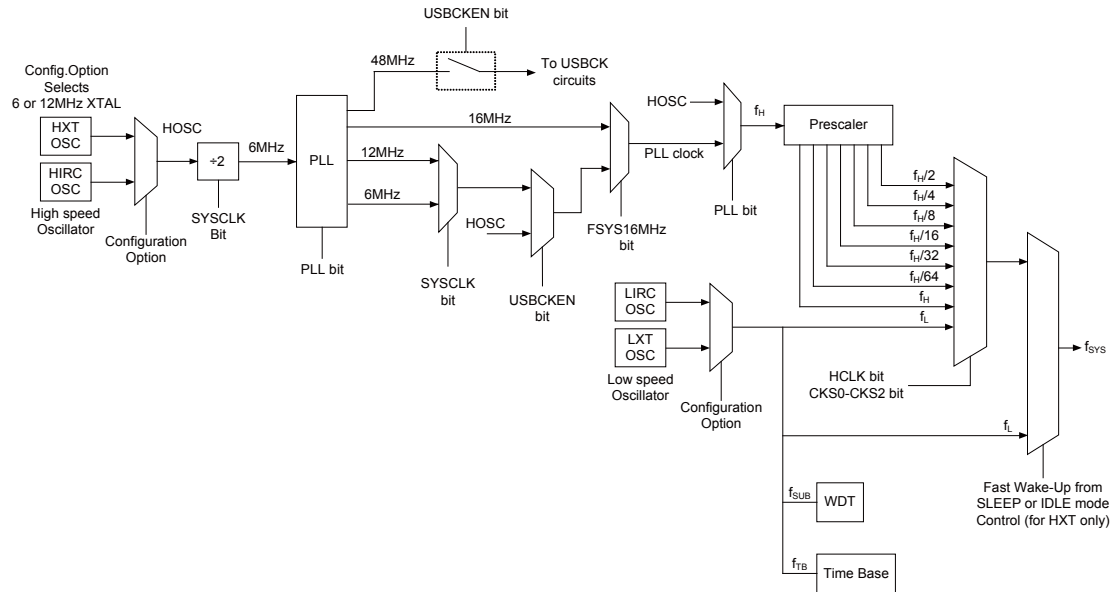 USBCKEN bit
48MHz
To USBCK
circuits
Config.Option
Selects
6 or 12MHz XTAL
HXT
OSC
HIRC
OSC
High speed
Oscillator
Configuration
Option
HOSC
÷2
SYSCLK
Bit
6MHz
PLL
PLL bit
16MHz
12MHz
6MHz
SYSCLK
bit
HOSC
USBCKEN
bit
FSYS16MHz
bit
HOSC
PLL clock
PLL bit
fH
Prescaler
fH/2
fH/4
fH/8
fH/16
fH/32
fH/64
fH
fL
HCLK bit
CKS0-CKS2 bit
LIRC
OSC
LXT
OSC
Low speed
Oscillator
Configuration
Option
fL
fSYS
Fast Wake-Up from
SLEEP or IDLE mode
Control (for HXT only)
fSUB
WDT
fTB
Time Base